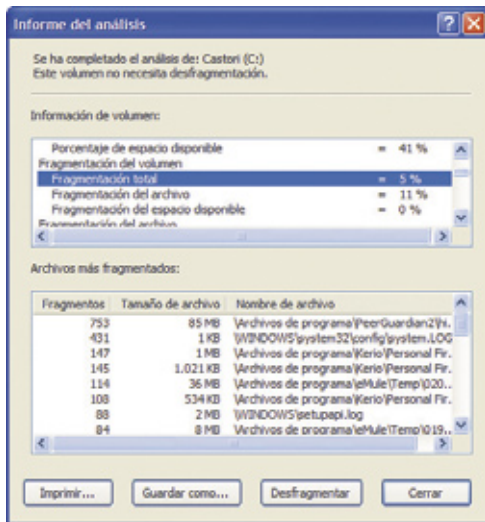 Informe del análisis
Se ha completado el análisis de: Castori (C:)
Este volumen no necesita desfragmentación.
Información de volumen:
Porcentaje de espacio disponible = 41 %
Fragmentación del volumen
Fragmentación total = 5 %
Fragmentación del archivo = 11 %
Fragmentación del espacio disponible = 0 %
Fragmentación del archivo
Archivos más fragmentados:
Fragmentos Tamaño de archivo Nombre de archivo
753 85 MB \Archivos de programa\PeerGuardian2\hi.
431 1 KB \WINDOWS\system32\config\system.LOG
147 1 MB \Archivos de programa\Kerio\Personal Fir.
145 1.021 KB \Archivos de programa\Kerio\Personal Fir.
114 36 MB \Archivos de programa\eMule\Temp\020..
108 534 KB \Archivos de programa\Kerio\Personal Fir.
88 2 MB \WINDOWS\setupapi.log
84 8 MB \Archivos de programa\eMule\Temp\019..
Imprimir... Guardar como... Desfragmentar Cerrar